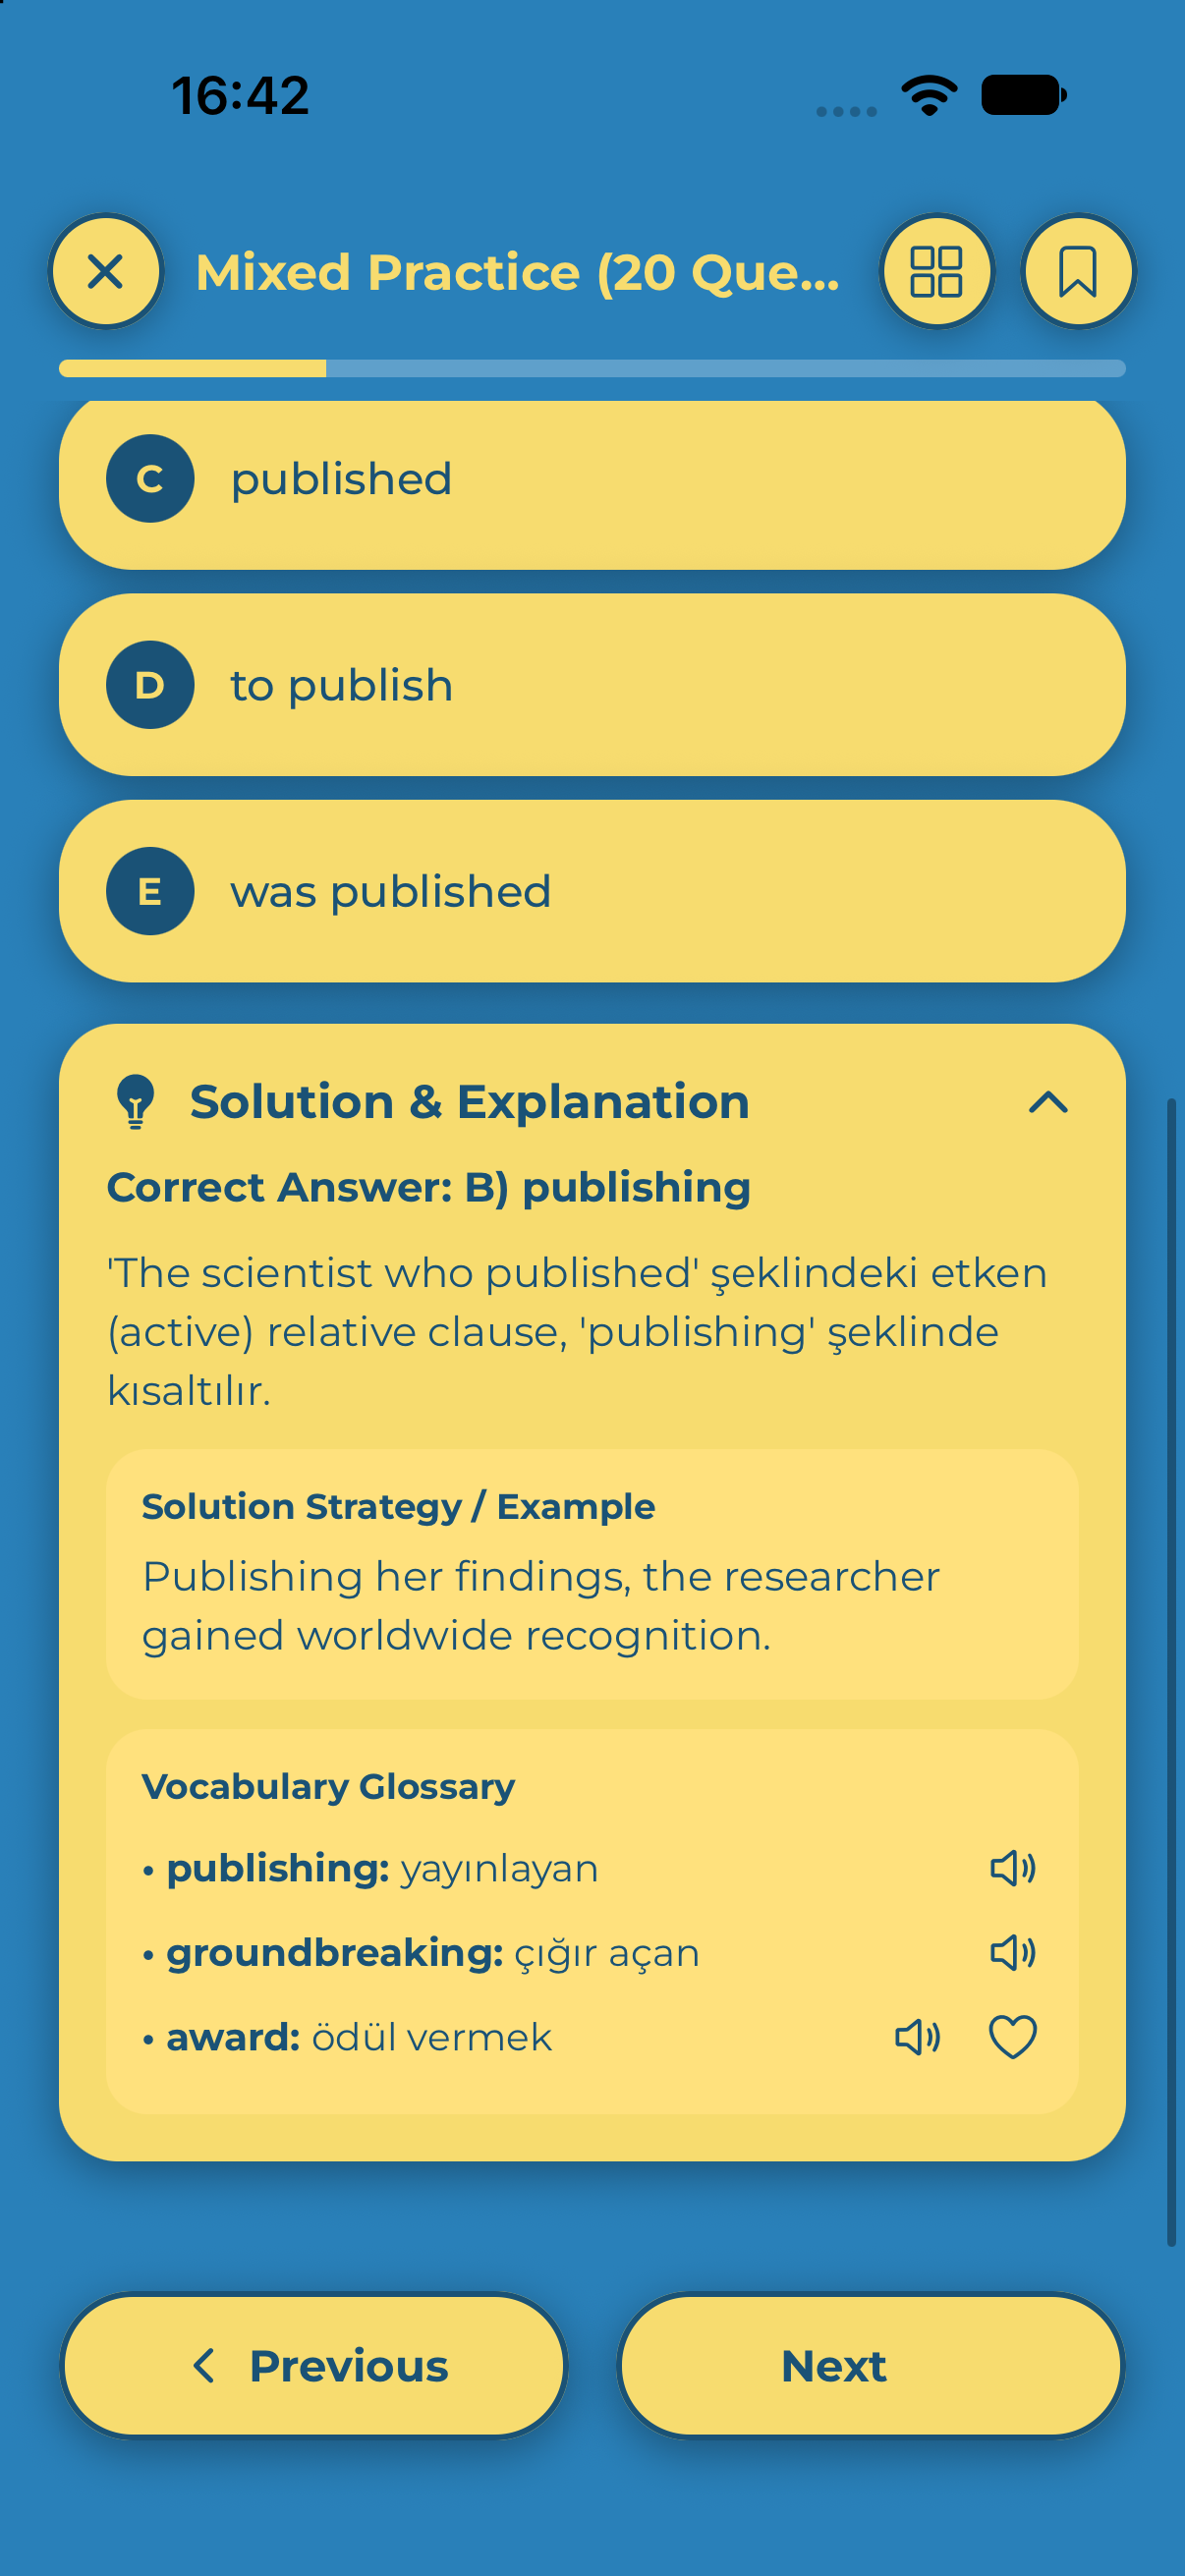 16:42
Mixed Practice (20 Que...
C published
D to publish
E was published
Solution & Explanation
Correct Answer: B) publishing
'The scientist who published' şeklindeki etken
(active) relative clause, 'publishing' şeklinde
kısaltılır.
Solution Strategy / Example
Publishing her findings, the researcher
gained worldwide recognition.
Vocabulary Glossary
• publishing: yayınlayan
• groundbreaking: çığır açan
• award: ödül vermek
Previous
Next